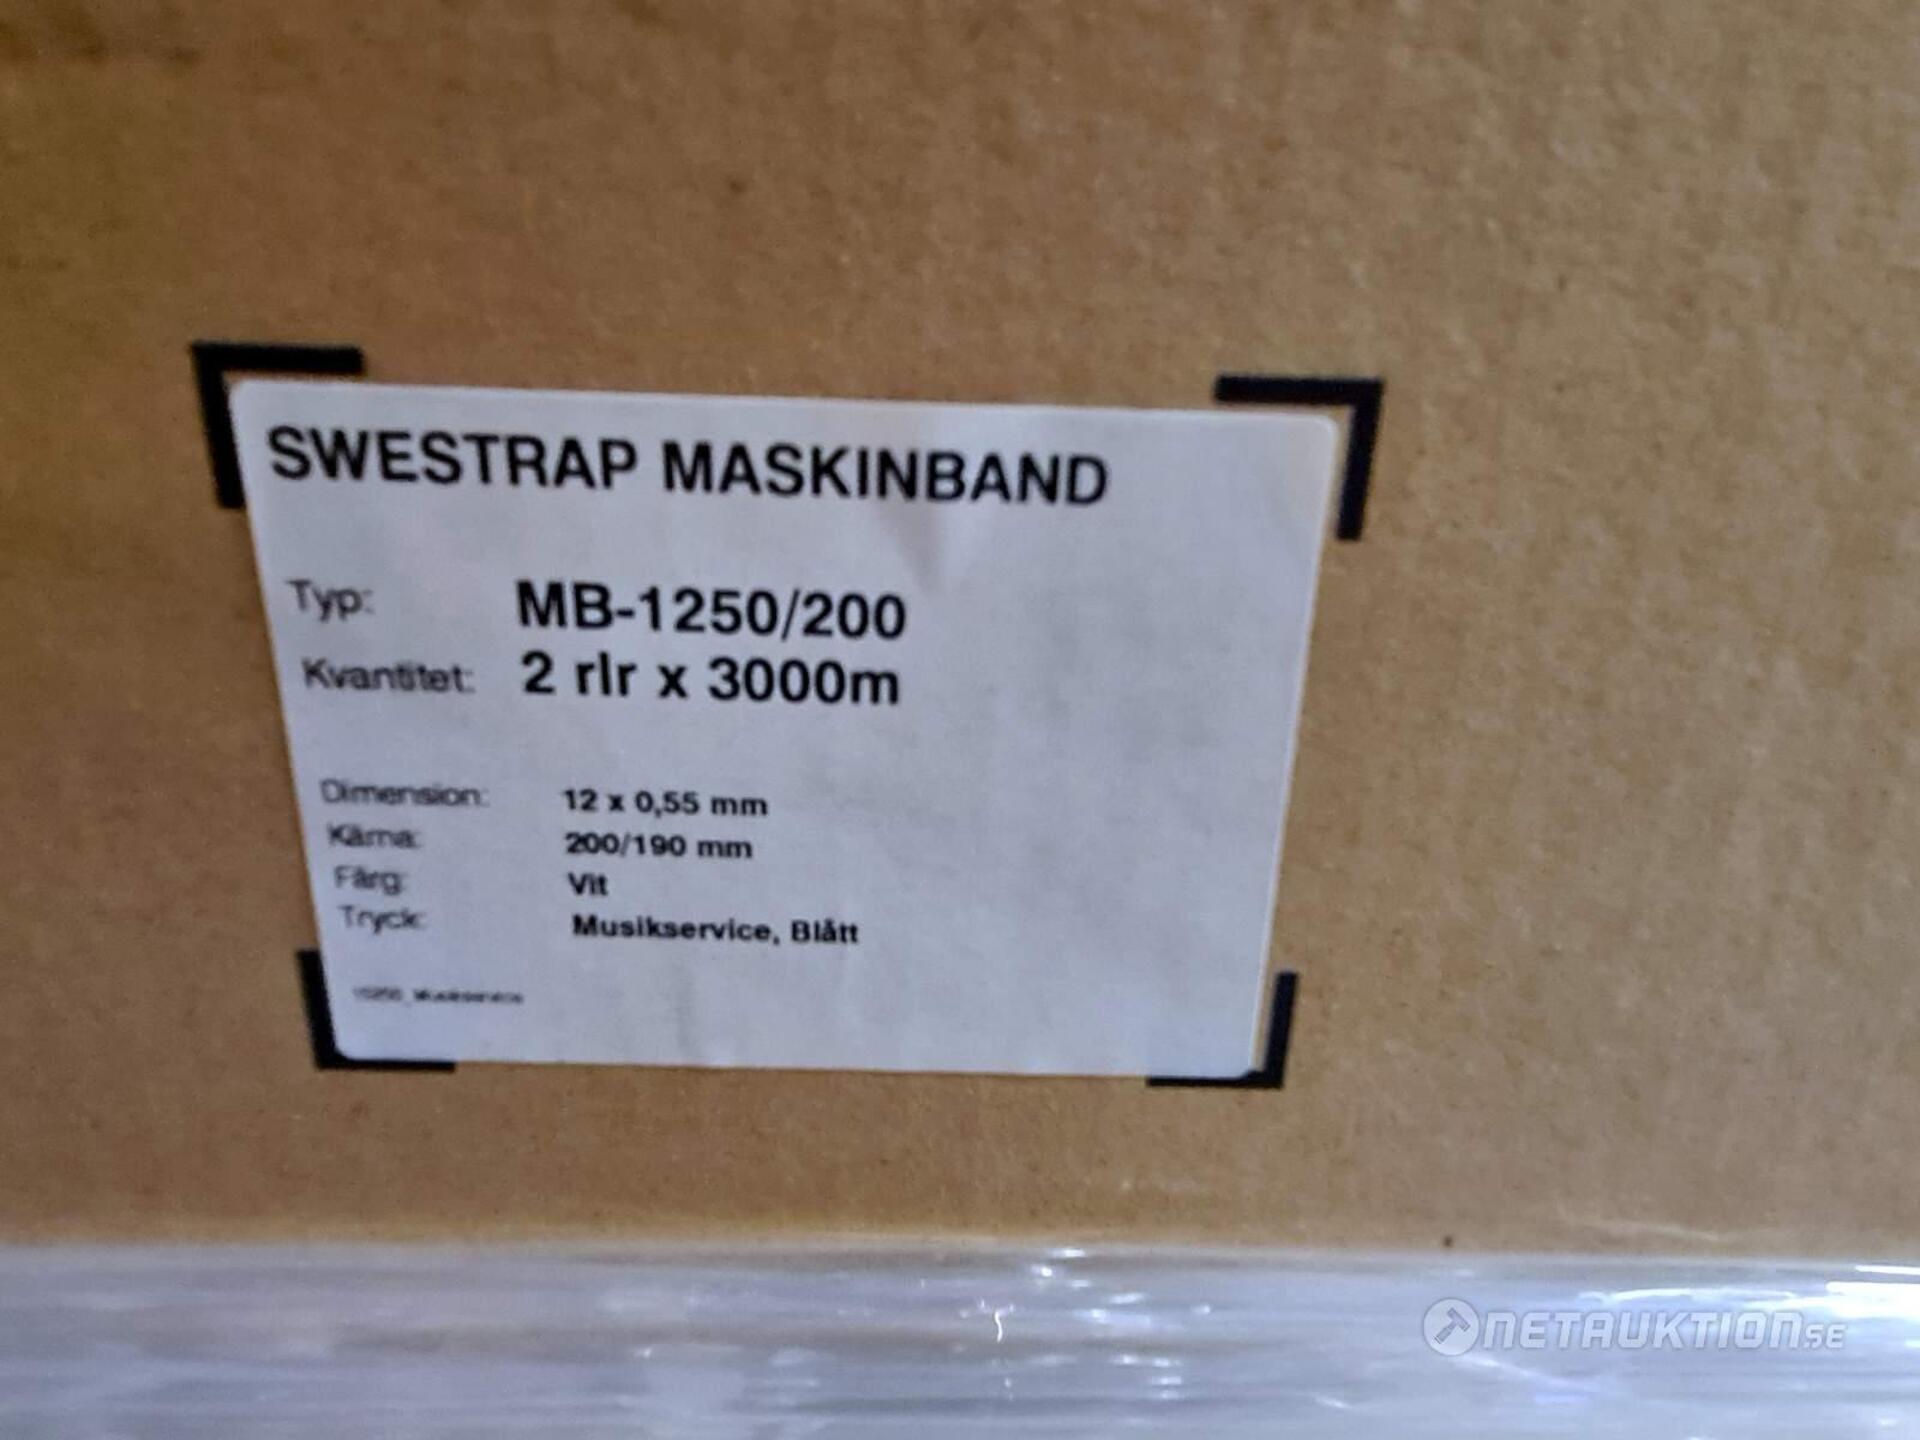 SWESTRAP MASKINBAND
Typ: MB-1250/200
Kvantitet: 2 rlr x 3000m
Dimension: 12 x 0,55 mm
Kärna: 200/190 mm
Färg: Vit
Tryck: Musikservice, Blått
Musikservice
NETAUKTION.SE